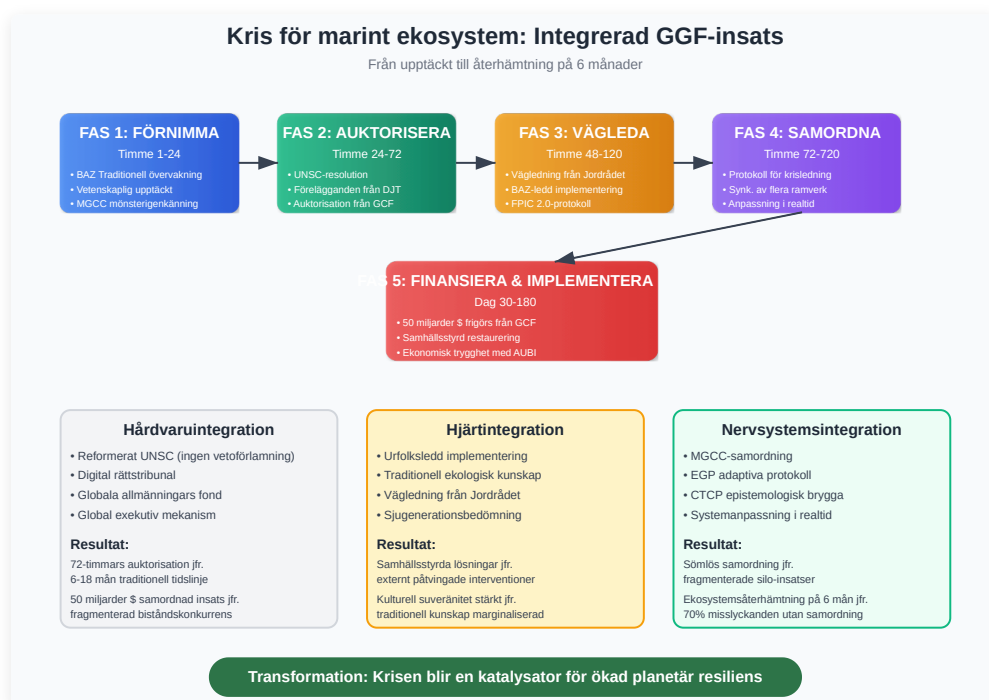 Kris för marint ekosystem: Integrerad GGF-insats
Från upptäckt till återhämtning på 6 månader
FAS 1: FÖRNIMMA
Timme 1-24
• BAZ Traditionell övervakning
• Vetenskaplig upptäckt
• MGCC mönsterigenkänning
FAS 2: AUKTORISERA
Timme 24-72
• UNSC-resolution
• Förelägganden från DJT
• Auktorisation från GCF
FAS 3: VÄGLEDA
Timme 48-120
• Vägledning från Jordrådet
• BAZ-ledd implementering
• FPIC 2.0-protokoll
FAS 4: SAMORDNA
Timme 72-720
• Protokoll för krisledning
• Synk. av flera ramverk
• Anpassning i realtid
FAS 5: FINANSIERA & IMPLEMENTERA
Dag 30-180
• 50 miljarder $ frigörs från GCF
• Samhällsstyrd restaurering
• Ekonomisk trygghet med AUBI
Hårdvaruintegration
• Reformerat UNSC (ingen vetoförlamning)
• Digital rättstribunal
• Globala allmänningars fond
• Global exekutiv mekanism
Resultat:
72-timmars auktorisation jfr.
6-18 mån traditionell tidslinje
50 miljarder $ samordnad insats jfr.
fragmenterad biståndskonkurrens
Hjärtintegration
• Urfolksledd implementering
• Traditionell ekologisk kunskap
• Vägledning från Jordrådet
• Sjugenerationsbedömning
Resultat:
Samhällsstyrda lösningar jfr.
externt påtvingade interventioner
Kulturell suveränitet stärkt jfr.
traditionell kunskap marginaliserad
Nervsystemsintegration
• MGCC-samordning
• EGP adaptiva protokoll
• CTCP epistemologisk brygga
• Systemanpassning i realtid
Resultat:
Sömlös samordning jfr.
fragmenterade silo-insatser
Ekosystemsåterhämtning på 6 mån jfr.
70% misslyckanden utan samordning
Transformation: Krisen blir en katalysator för ökad planetär resiliens